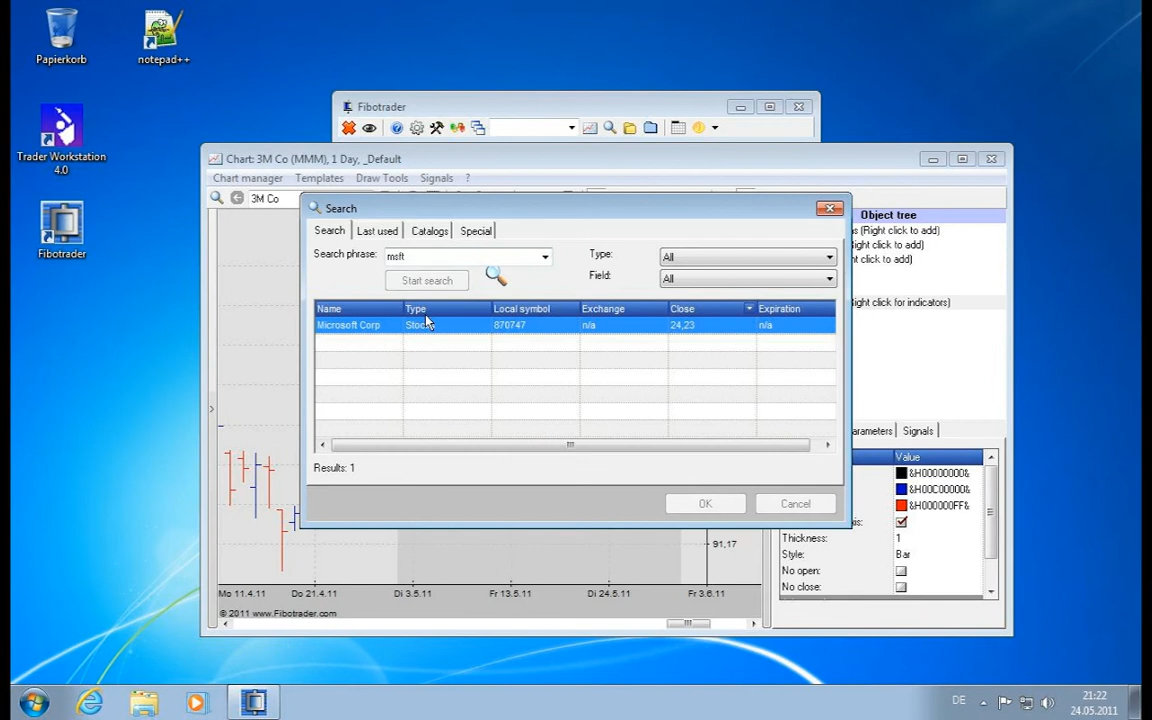 Papierkorb
notepad++
Trader Workstation
4.0
Fibotrader
Fibotrader
Chart: 3M Co (MMM), 1 Day, _Default
Chart manager Templates Draw Tools Signals ?
3M Co
Object tree
(Right click to add)
ight click to add)
ht click to add)
ight click for indicators)
Search
Search Last used Catalogs Special
Search phrase: msft Type: All
Start search Field: All
Name Type Local symbol Exchange Close Expiration
Microsoft Corp 870747 n/a 24,23 n/a
Results: 1
OK Cancel
arameters Signals
Value
&H00000000&
&H00C00000&
&H000000FF&
Thickness: 1
Style: Bar
No open:
No close:
91,17
Mo 11.4.11 Do 21.4.11 Di 3.5.11 Fr 13.5.11 Di 24.5.11 Fr 3.6.11
© 2011 www.Fibotrader.com
DE
21:22
24.05.2011